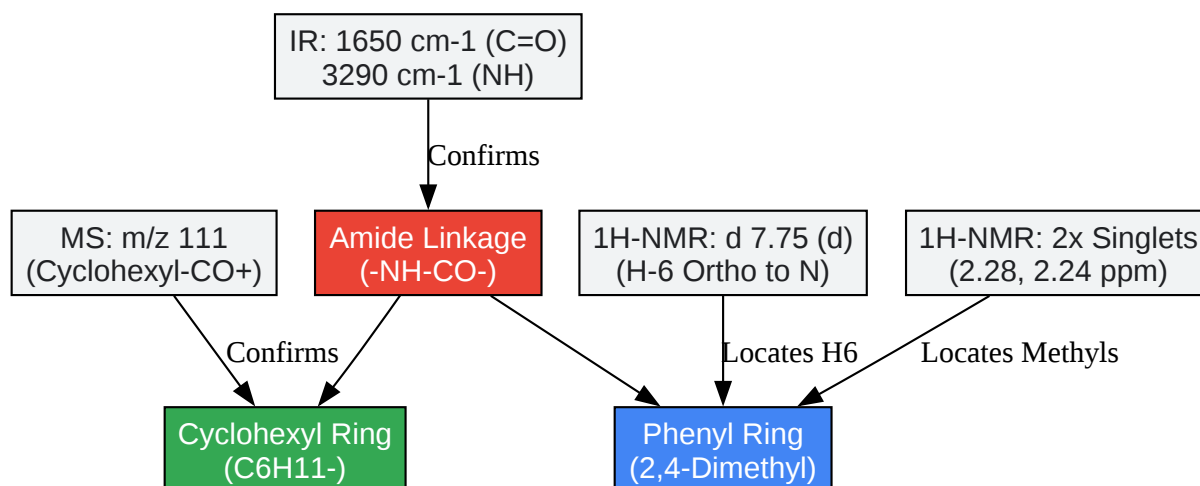 IR: 1650 cm-1 (C=O)
3290 cm-1 (NH)
Confirms
MS: m/z 111
(Cyclohexyl-CO+)
Amide Linkage
(-NH-CO-)
1H-NMR: d 7.75 (d)
(H-6 Ortho to N)
1H-NMR: 2x Singlets
(2.28, 2.24 ppm)
Confirms
Locates H6
Locates Methyls
Cyclohexyl Ring
(C6H11-)
Phenyl Ring
(2,4-Dimethyl)